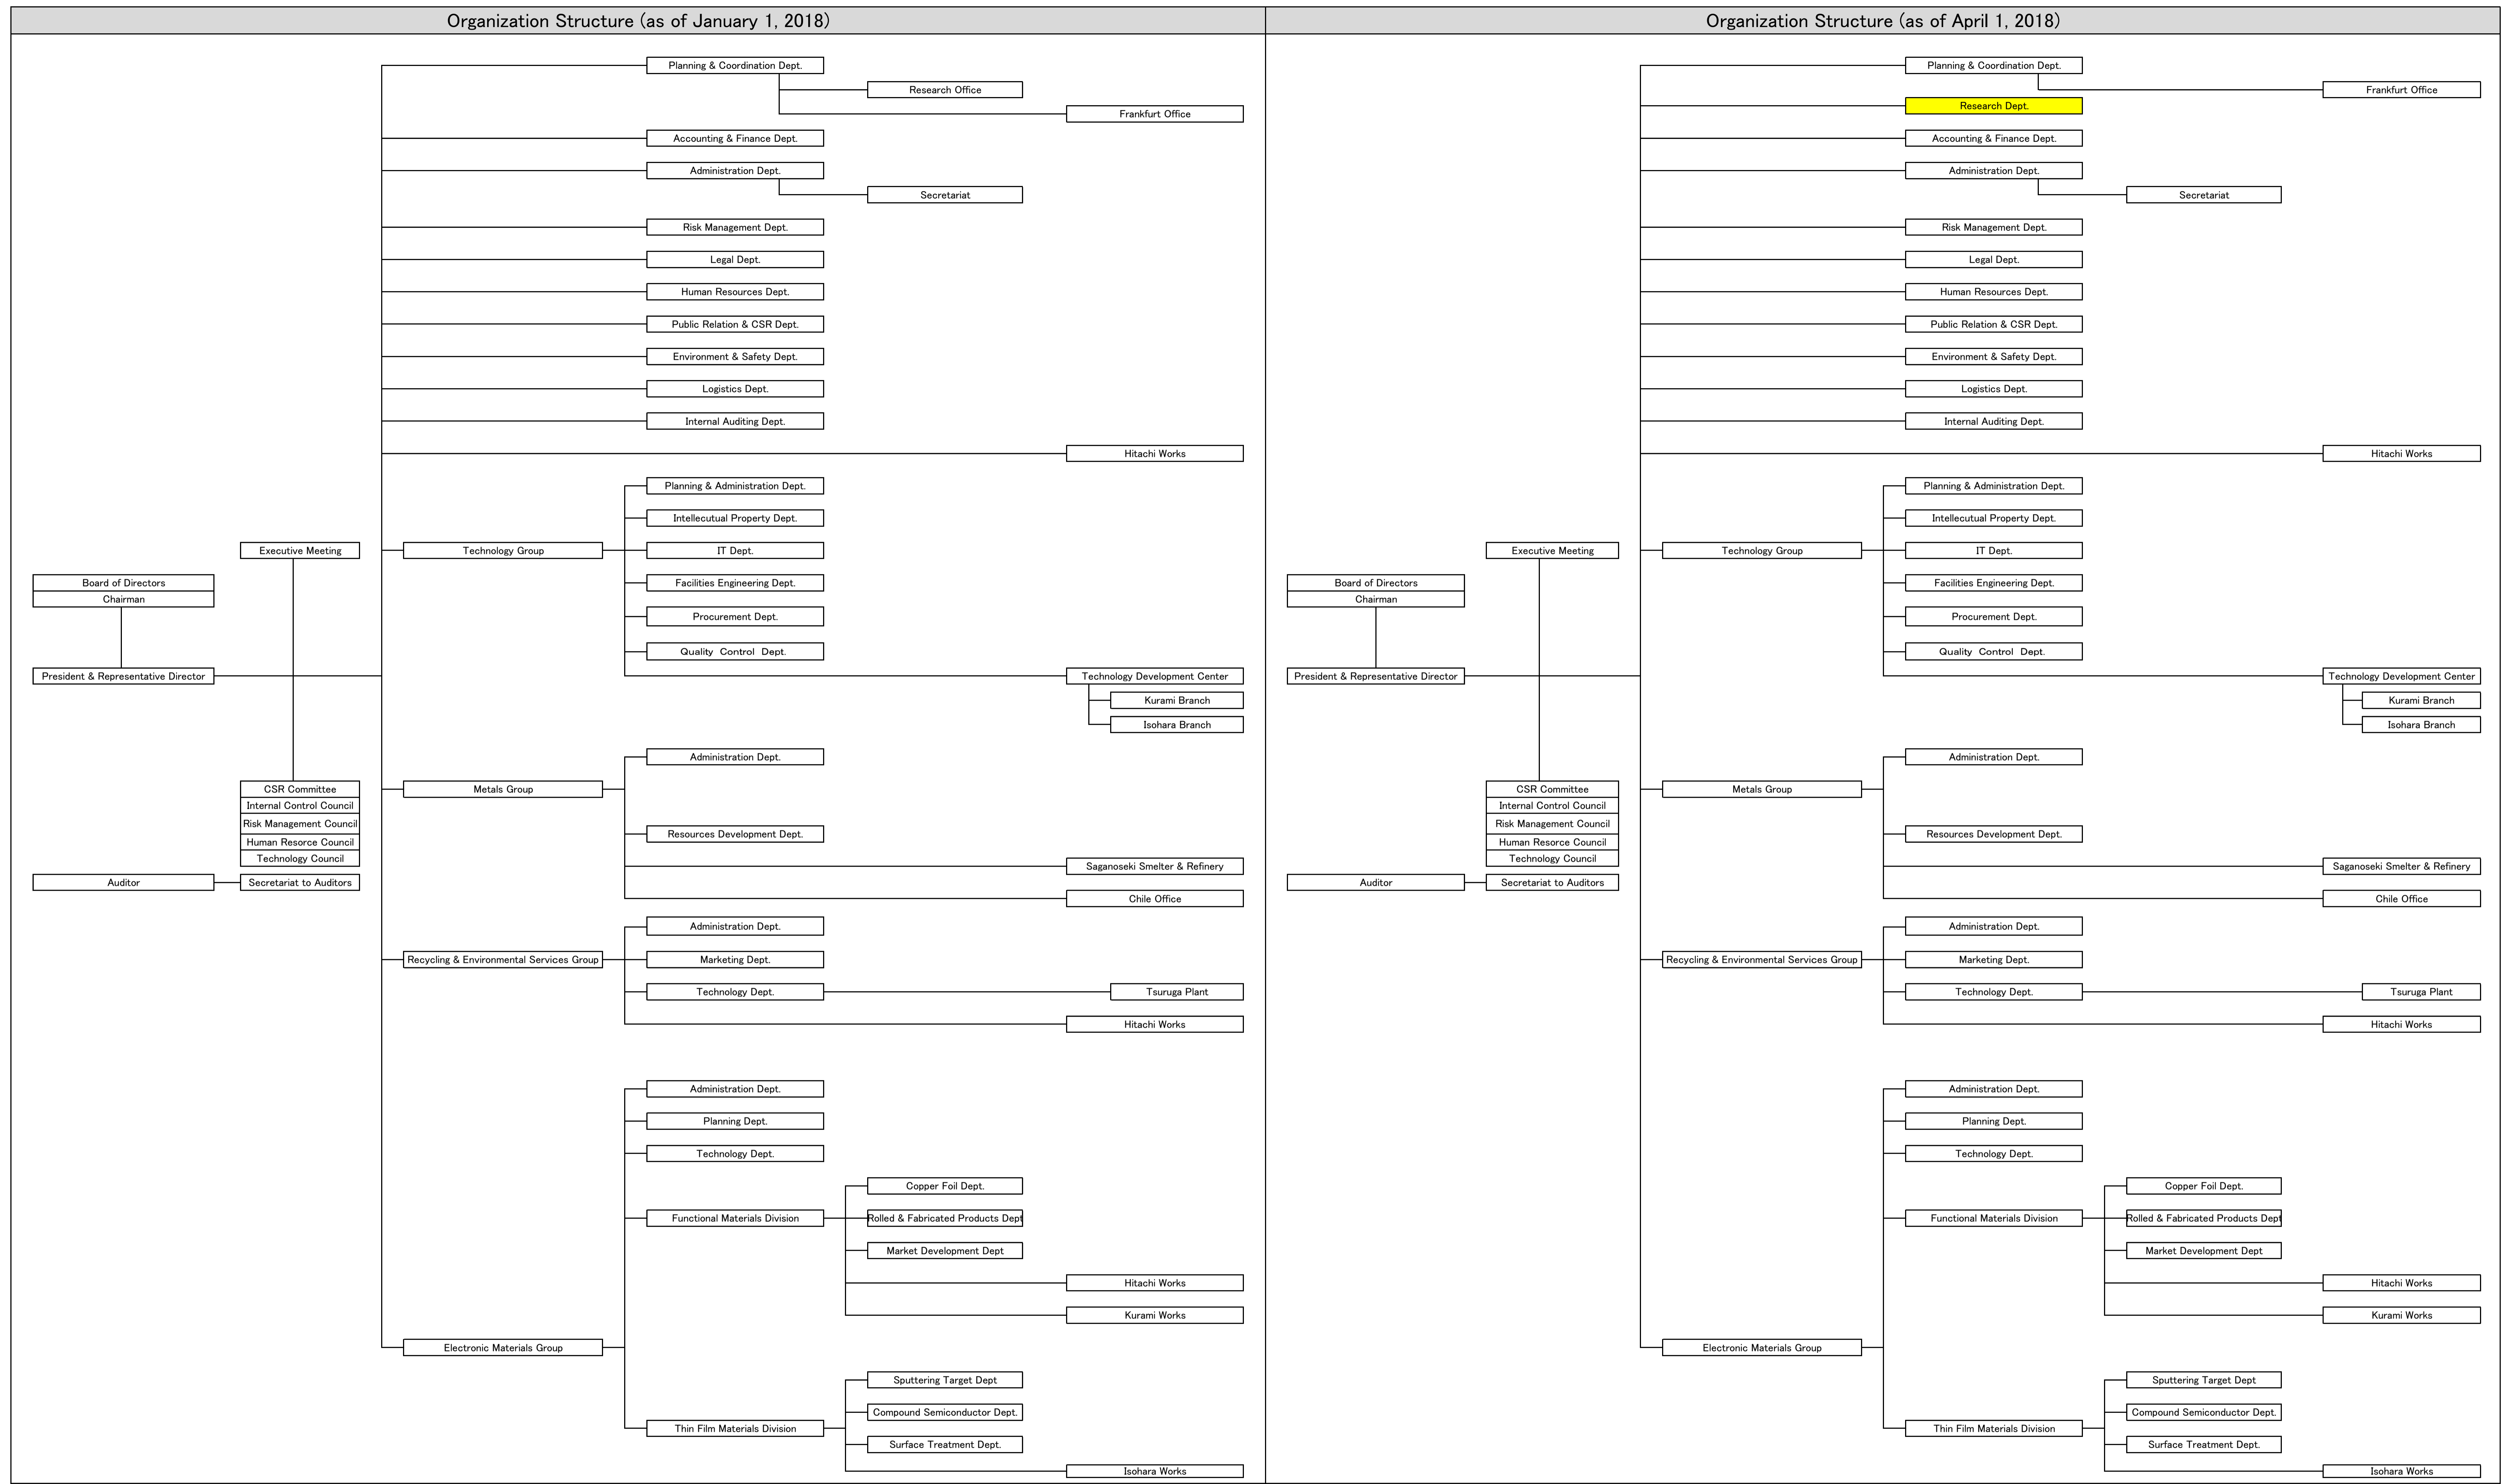 Organization Structure (as of January 1, 2018)
Planning & Coordination Dept.
Research Office
Frankfurt Office
Accounting & Finance Dept.
Administration Dept.
Secretariat
Risk Management Dept.
Legal Dept.
Human Resources Dept.
Public Relation & CSR Dept.
Environment & Safety Dept.
Logistics Dept.
Internal Auditing Dept.
Hitachi Works
Planning & Administration Dept.
Intellecutual Property Dept.
Executive Meeting
Technology Group
IT Dept.
Board of Directors
Facilities Engineering Dept.
Chairman
Procurement Dept.
Quality Control Dept.
President & Representative Director
Technology Development Center
Kurami Branch
Isohara Branch
Administration Dept.
CSR Committee
Metals Group
Internal Control Council
Risk Management Council
Resources Development Dept.
Human Resorce Council
Technology Council
Saganoseki Smelter & Refinery
Auditor
Secretariat to Auditors
Chile Office
Administration Dept.
Recycling & Environmental Services Group
Marketing Dept.
Technology Dept.
Tsuruga Plant
Hitachi Works
Administration Dept.
Planning Dept.
Technology Dept.
Copper Foil Dept.
Functional Materials Division
Rolled & Fabricated Products Dept
Market Development Dept
Hitachi Works
Kurami Works
Electronic Materials Group
Sputtering Target Dept
Compound Semiconductor Dept.
Thin Film Materials Division
Surface Treatment Dept.
Isohara Works
Organization Structure (as of April 1, 2018)
Planning & Coordination Dept.
Frankfurt Office
Research Dept.
Accounting & Finance Dept.
Administration Dept.
Secretariat
Risk Management Dept.
Legal Dept.
Human Resources Dept.
Public Relation & CSR Dept.
Environment & Safety Dept.
Logistics Dept.
Internal Auditing Dept.
Hitachi Works
Planning & Administration Dept.
Intellecutual Property Dept.
Executive Meeting
Technology Group
IT Dept.
Board of Directors
Facilities Engineering Dept.
Chairman
Procurement Dept.
Quality Control Dept.
President & Representative Director
Technology Development Center
Kurami Branch
Isohara Branch
Administration Dept.
CSR Committee
Metals Group
Internal Control Council
Risk Management Council
Resources Development Dept.
Human Resorce Council
Technology Council
Saganoseki Smelter & Refinery
Auditor
Secretariat to Auditors
Chile Office
Administration Dept.
Recycling & Environmental Services Group
Marketing Dept.
Technology Dept.
Tsuruga Plant
Hitachi Works
Administration Dept.
Planning Dept.
Technology Dept.
Copper Foil Dept.
Functional Materials Division
Rolled & Fabricated Products Dept
Market Development Dept
Hitachi Works
Kurami Works
Electronic Materials Group
Sputtering Target Dept
Compound Semiconductor Dept.
Thin Film Materials Division
Surface Treatment Dept.
Isohara Works